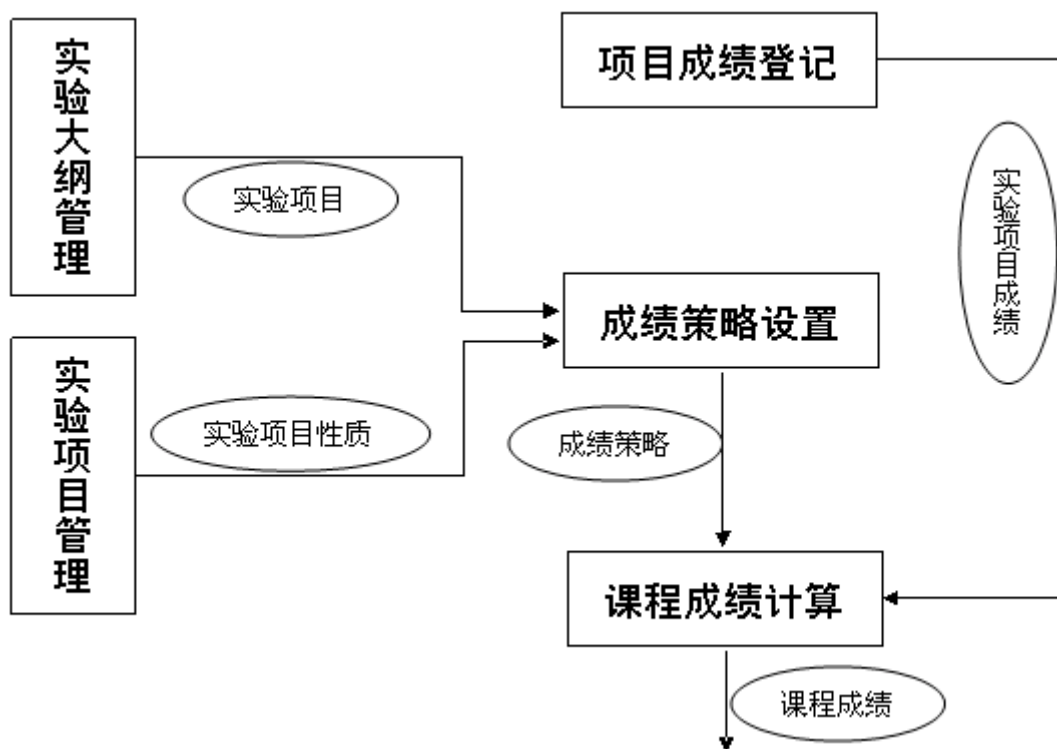 实验大纲管理
项目成绩登记
实验项目
实验项目成绩
成绩策略设置
实验项目管理
实验项目性质
成绩策略
课程成绩计算
课程成绩